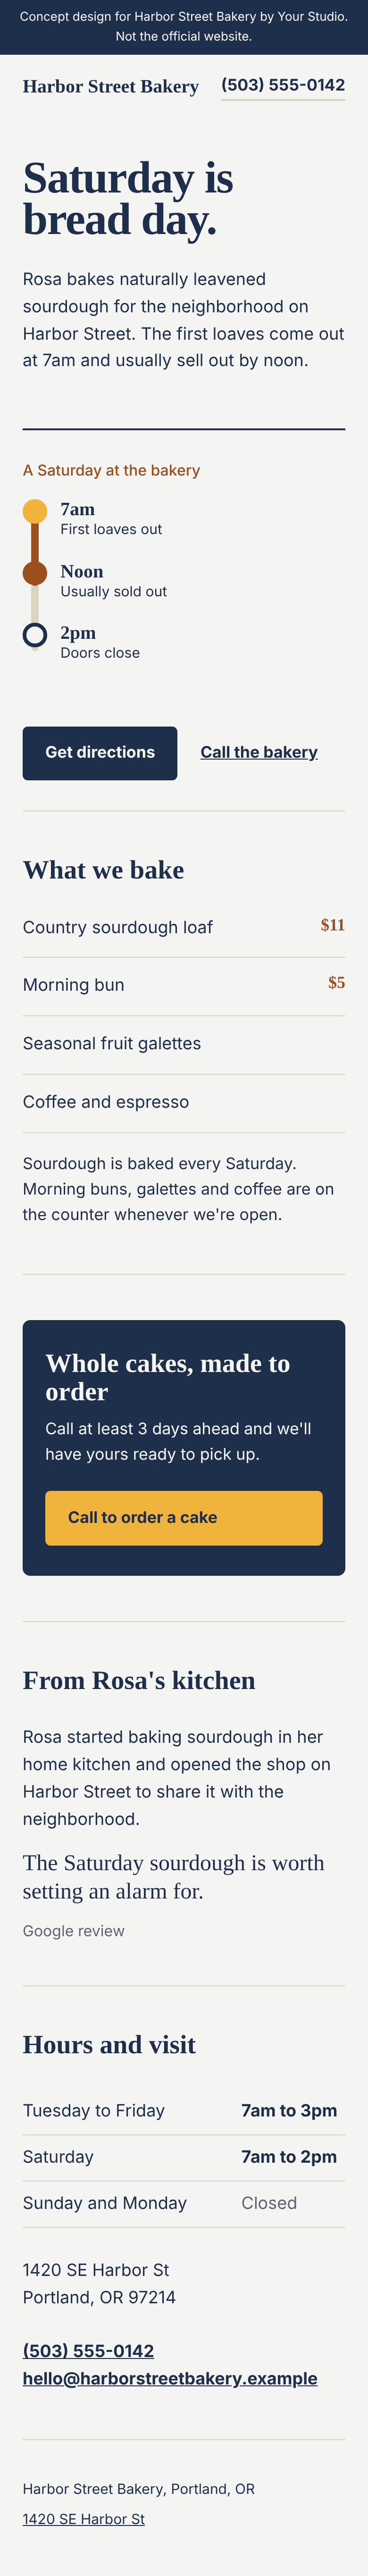 Concept design for Harbor Street Bakery by Your Studio.
Not the official website.
Harbor Street Bakery
(503) 555-0142
Saturday is
bread day.
Rosa bakes naturally leavened
sourdough for the neighborhood on
Harbor Street. The first loaves come out
at 7am and usually sell out by noon.
A Saturday at the bakery
7am
First loaves out
Noon
Usually sold out
2pm
Doors close
Get directions
Call the bakery
What we bake
Country sourdough loaf $11
Morning bun $5
Seasonal fruit galettes
Coffee and espresso
Sourdough is baked every Saturday.
Morning buns, galettes and coffee are on
the counter whenever we're open.
Whole cakes, made to
order
Call at least 3 days ahead and we'll
have yours ready to pick up.
Call to order a cake
From Rosa's kitchen
Rosa started baking sourdough in her
home kitchen and opened the shop on
Harbor Street to share it with the
neighborhood.
The Saturday sourdough is worth
setting an alarm for.
Google review
Hours and visit
Tuesday to Friday 7am to 3pm
Saturday 7am to 2pm
Sunday and Monday Closed
1420 SE Harbor St
Portland, OR 97214
(503) 555-0142
hello@harborstreetbakery.example
Harbor Street Bakery, Portland, OR
1420 SE Harbor St